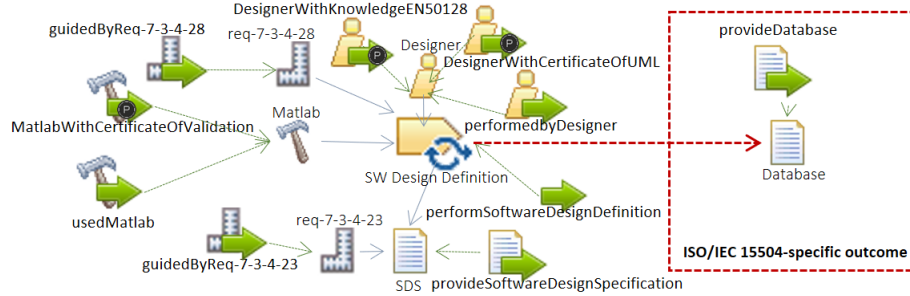 DesignerWithKnowledgeEN50128
guidedByReq-7-3-4-28
req-7-3-4-28
provideDatabase
Designer
P
P
DesignerWithCertificateOfUML
P
MatlabWithCertificateOfValidation
Matlab
performedbyDesigner
SW Design Definition
Database
usedMatlab
performSoftwareDesignDefinition
req-7-3-4-23
guidedByReq-7-3-4-23
SDS
provideSoftwareDesignSpecification
ISO/IEC 15504-specific outcome